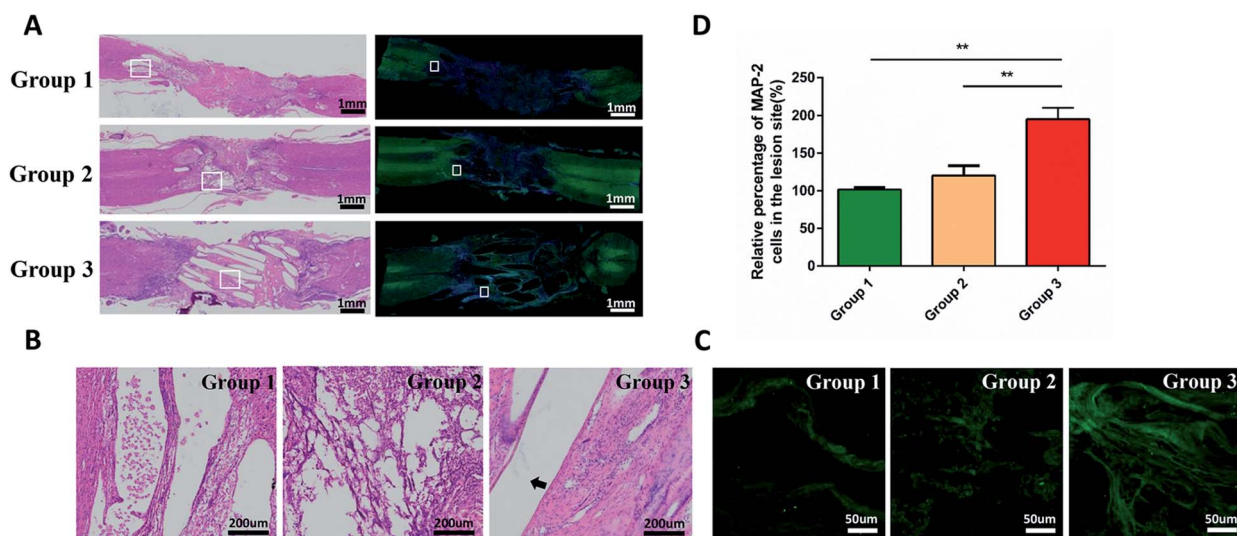 A
Group 1
1mm
1mm
Group 2
1mm
1mm
Group 3
1mm
1mm
D
Relative percentage of MAP-2
cells in the lesion site(%)
250
200
150
100
50
0
**
**
Group 1
Group 2
Group 3
B
Group 1
200um
Group 2
200um
Group 3
200um
C
Group 1
50um
Group 2
50um
Group 3
50um